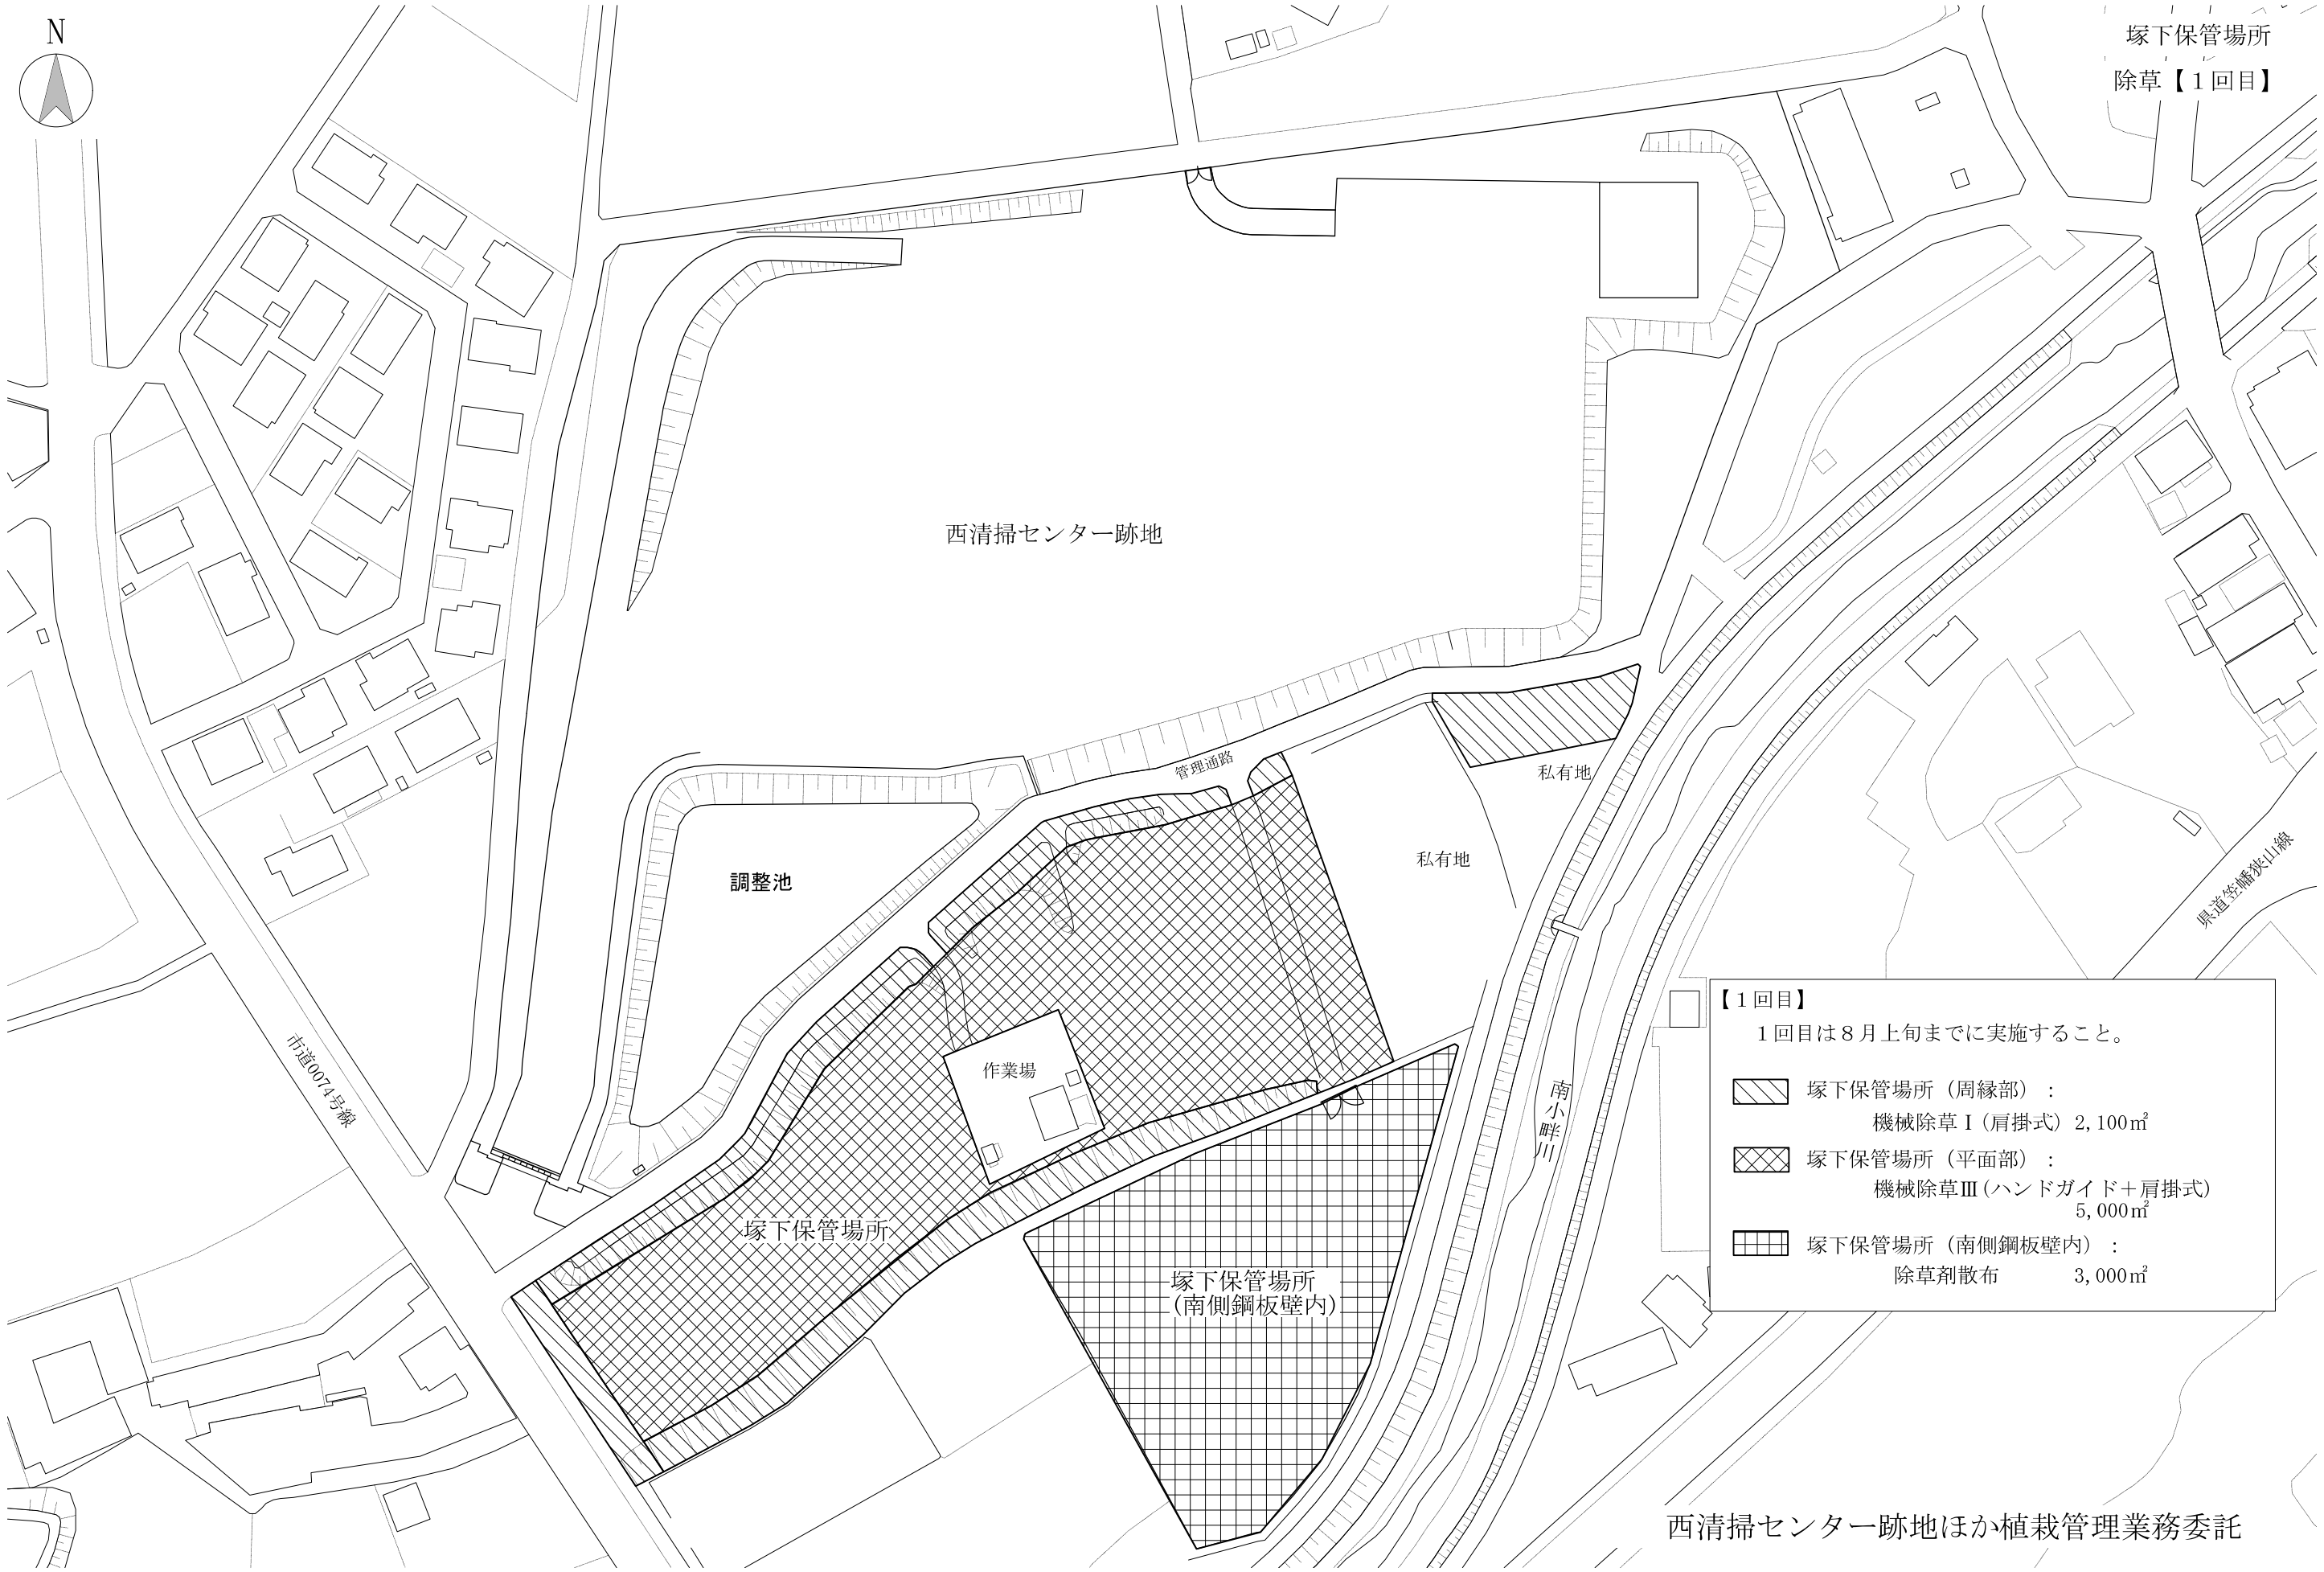 N
塚下保管場所
除草【１回目】
西清掃センター跡地
管理通路
私有地
私有地
調整池
県道笠幡狭山線
市道0074号線
作業場
南小畔川
塚下保管場所
塚下保管場所
(南側鋼板壁内)
【１回目】
１回目は８月上旬までに実施すること。
塚下保管場所（周縁部）：
機械除草Ⅰ(肩掛式) 2,100㎡
塚下保管場所（平面部）：
機械除草Ⅲ(ハンドガイド＋肩掛式)
5,000㎡
塚下保管場所（南側鋼板壁内）：
除草剤散布 3,000㎡
西清掃センター跡地ほか植栽管理業務委託